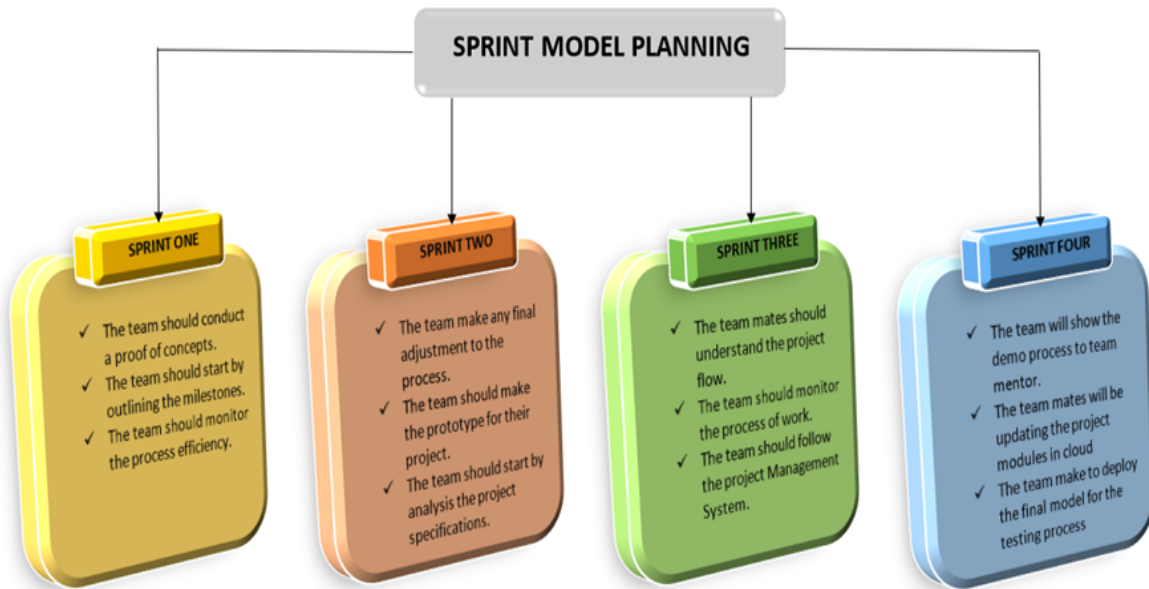 SPRINT MODEL PLANNING
SPRINT ONE
✓ The team should conduct
a proof of concepts.
✓ The team should start by
outlining the milestones.
✓ The team should monitor
the process efficiency.
SPRINT TWO
✓ The team make any final
adjustment to the
process.
✓ The team should make
the prototype for their
project.
✓ The team should start by
analysis the project
specifications.
SPRINT THREE
✓ The team mates should
understand the project
flow.
✓ The team should monitor
the process of work.
✓ The team should follow
the project Management
System.
SPRINT FOUR
✓ The team will show the
demo process to team
mentor.
✓ The team mates will be
updating the project
modules in cloud
✓ The team make to deploy
the final model for the
testing process